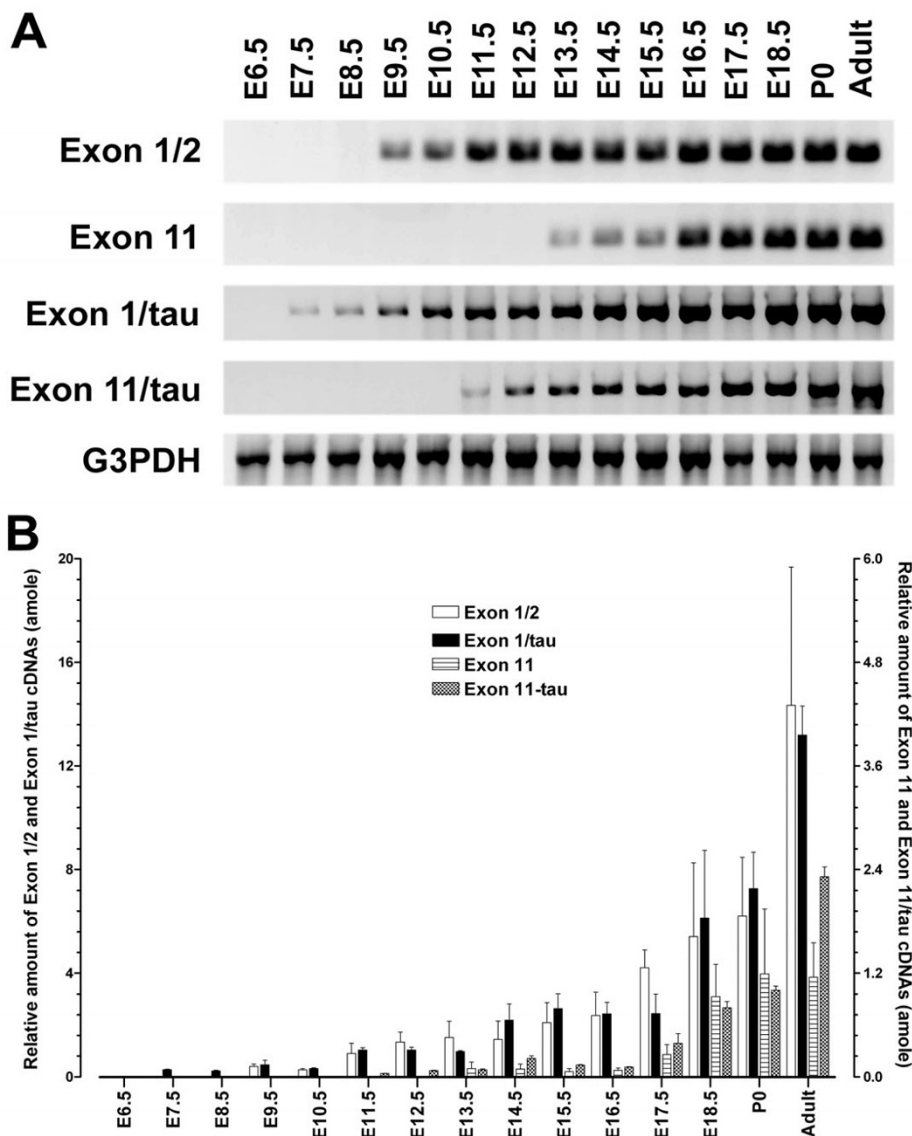 A
E6.5 E7.5 E8.5 E9.5 E10.5 E11.5 E12.5 E13.5 E14.5 E15.5 E16.5 E17.5 E18.5 P0 Adult
Exon 1/2
Exon 11
Exon 1/tau
Exon 11/tau
G3PDH
B
Relative amount of Exon 1/2 and Exon 1/tau cDNAs (amole)
20
16
12
8
4
0
Exon 1/2
Exon 1/tau
Exon 11
Exon 11-tau
6.0
4.8
3.6
2.4
1.2
0.0
Relative amount of Exon 11 and Exon 11/tau cDNAs (amole)
E6.5 E7.5 E8.5 E9.5 E10.5 E11.5 E12.5 E13.5 E14.5 E15.5 E16.5 E17.5 E18.5 P0 Adult